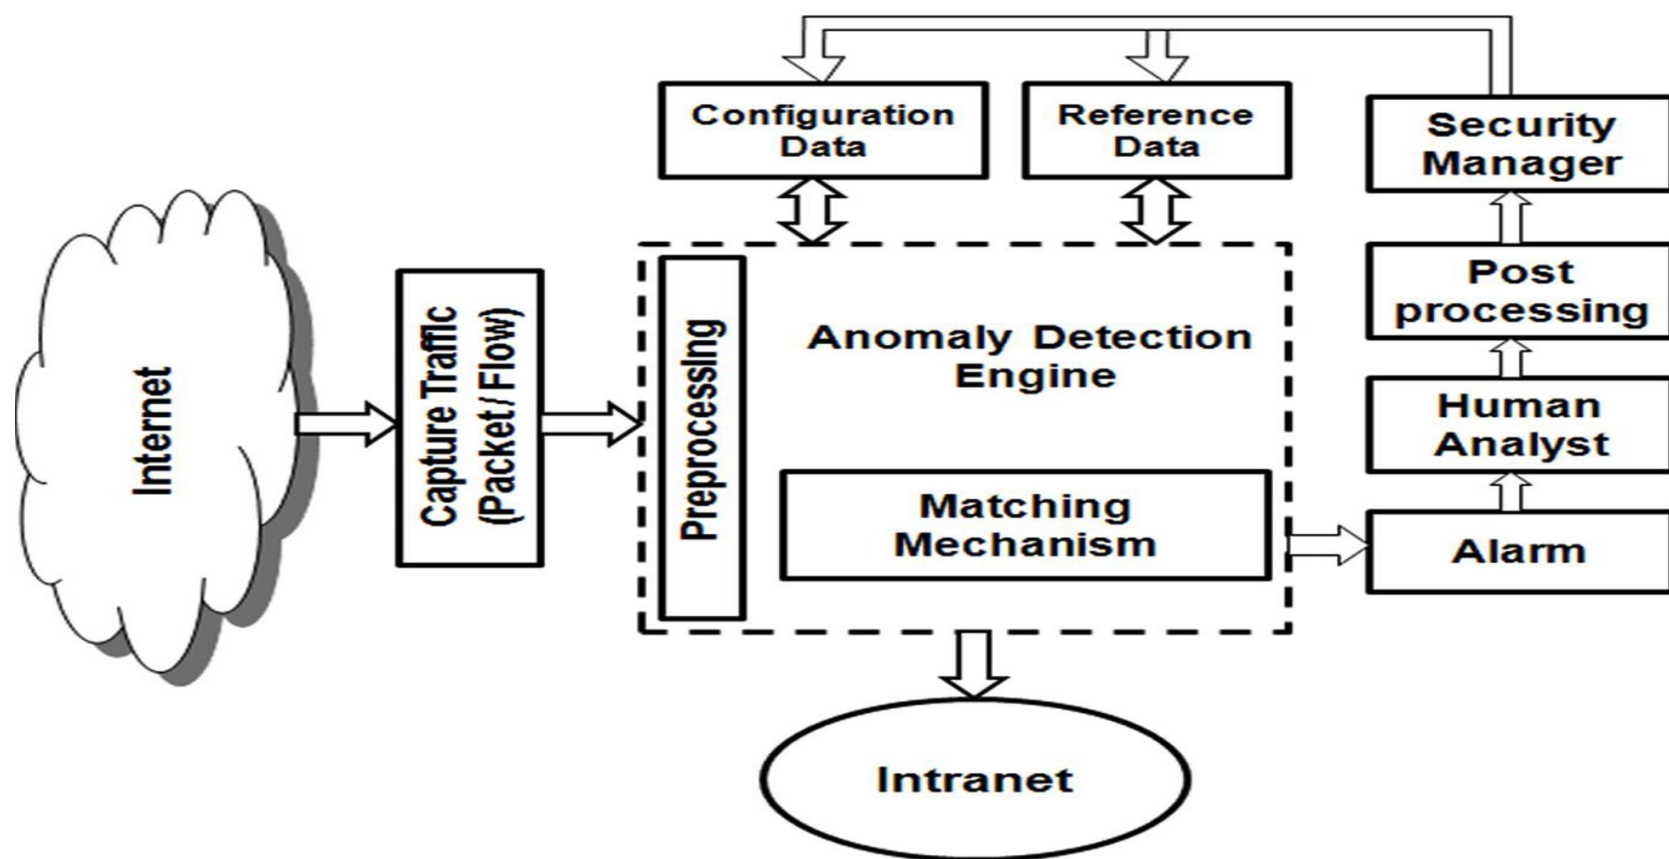 Configuration
Data
Reference
Data
Security
Manager
Internet
Capture Traffic
(Packet / Flow)
Preprocessing
Anomaly Detection
Engine
Matching
Mechanism
Post
processing
Human
Analyst
Alarm
Intranet